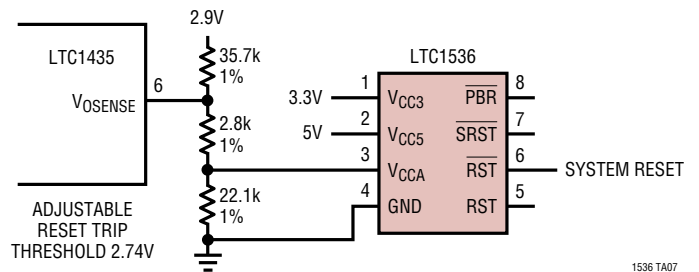 2.9V
LTC1435
35.7k
1%
LTC1536
6
VOSENSE
2.8k
1%
22.1k
1%
3.3V
1
VCC3
PBR
8
5V
2
VCC5
SRST
7
3
VCCA
RST
6
SYSTEM RESET
4
GND
RST
5
ADJUSTABLE
RESET TRIP
THRESHOLD 2.74V
1536 TA07